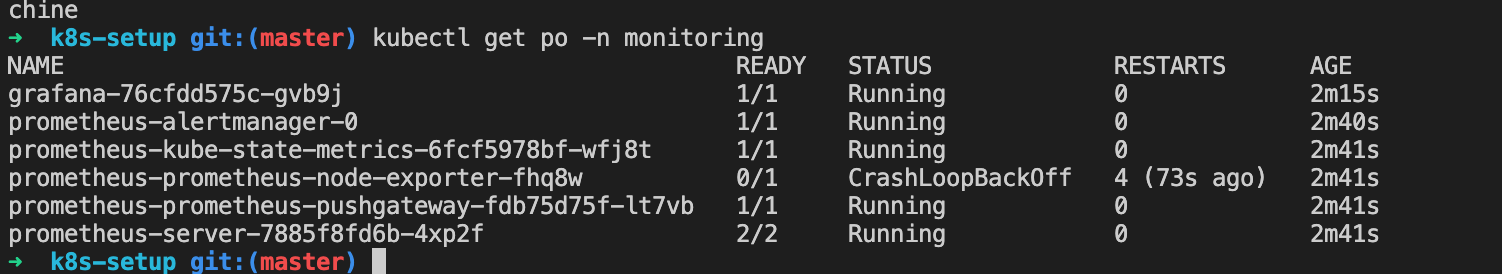 chine
→ k8s-setup git:(master) kubectl get po -n monitoring
NAME READY STATUS RESTARTS AGE
grafana-76cfdd575c-gvb9j 1/1 Running 0 2m15s
prometheus-alertmanager-0 1/1 Running 0 2m40s
prometheus-kube-state-metrics-6fcf5978bf-wfj8t 1/1 Running 0 2m41s
prometheus-prometheus-node-exporter-fhq8w 0/1 CrashLoopBackOff 4 (73s ago) 2m41s
prometheus-prometheus-pushgateway-fdb75d75f-lt7vb 1/1 Running 0 2m41s
prometheus-server-7885f8fd6b-4xp2f 2/2 Running 0 2m41s
→ k8s-setup git:(master)